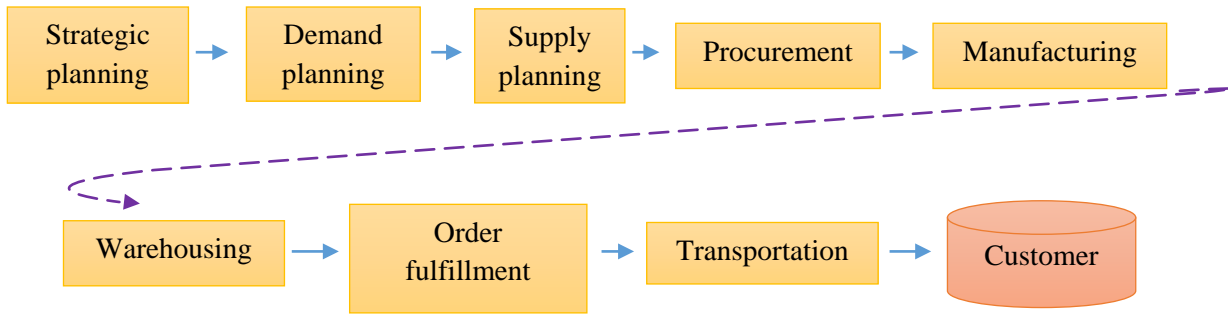 Strategic
planning
Demand
planning
Supply
planning
Procurement
Manufacturing
Warehousing
Order
fulfillment
Transportation
Customer